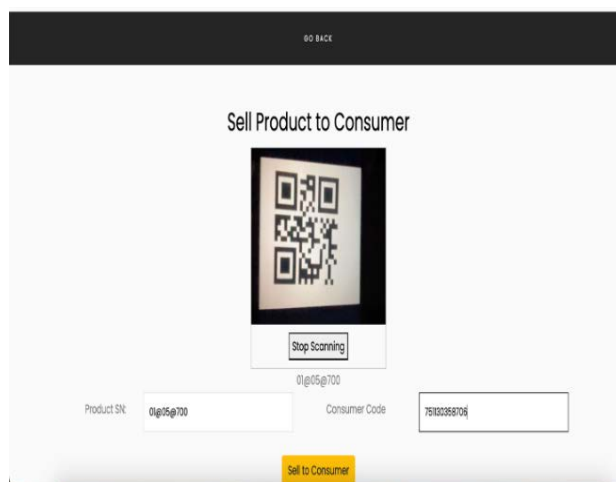 GO BACK
Sell Product to Consumer
Stop Scanning
01@05@700
Product SN: 01@05@700 Consumer Code 751130358706
Sell to Consumer